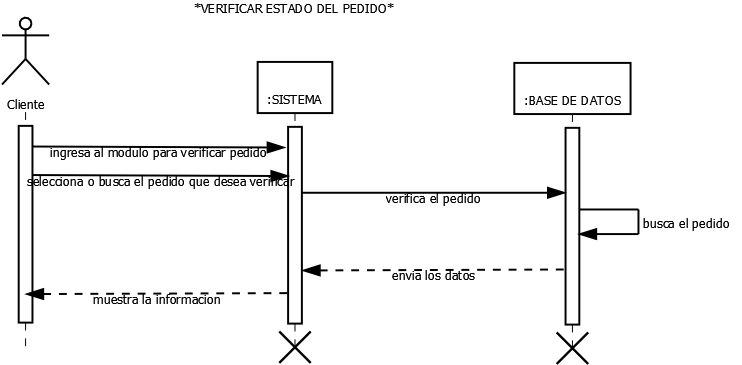 *VERIFICAR ESTADO DEL PEDIDO*
Cliente
:SISTEMA
:BASE DE DATOS
ingresa al modulo para verificar pedido
selecciona o busca el pedido que desea verificar
verifica el pedido
busca el pedido
envia los datos
muestra la informacion